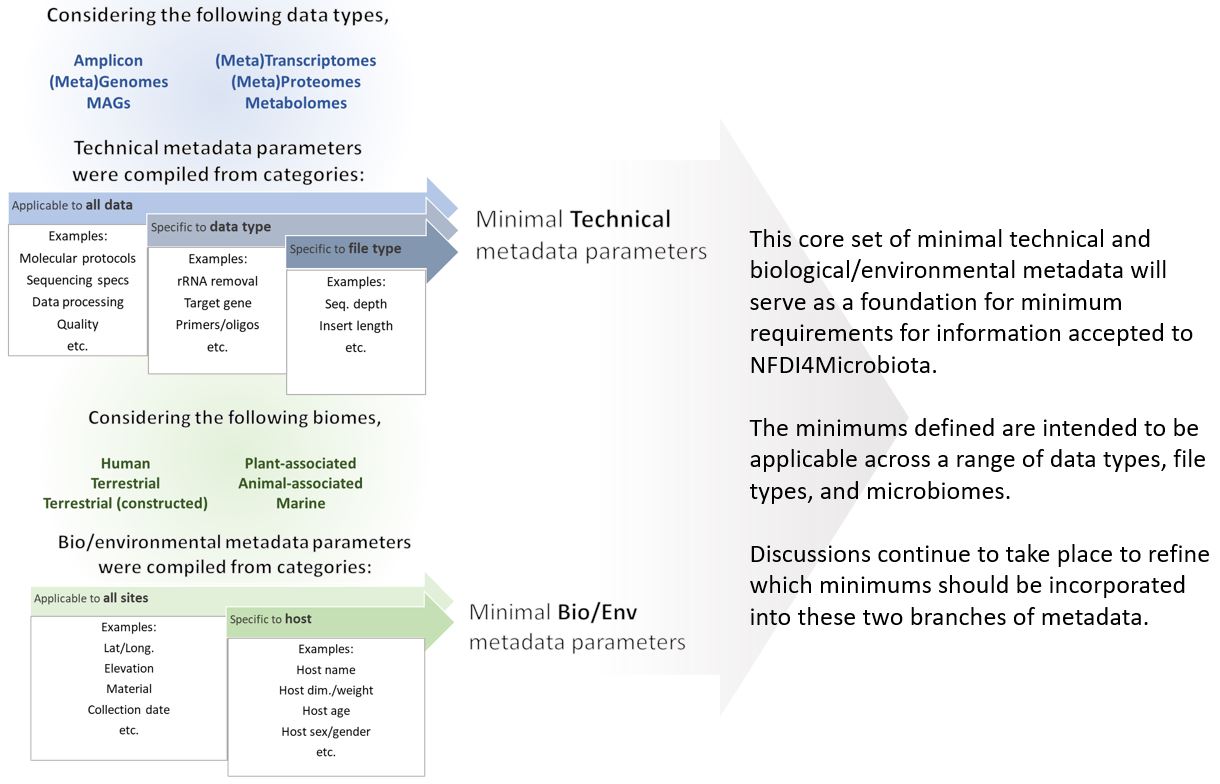 Considering the following data types,
Amplicon
(Meta)Genomes
MAGs
(Meta)Transcriptomes
(Meta)Proteomes
Metabolomes
Technical metadata parameters
were compiled from categories:
Applicable to all data
Examples:
Molecular protocols
Sequencing specs
Data processing
Quality
etc.
Specific to data type
Examples:
rRNA removal
Target gene
Primers/oligos
etc.
Specific to file type
Examples:
Seq. depth
Insert length
etc.
Minimal Technical
metadata parameters
Considering the following biomes,
Human
Terrestrial
Terrestrial (constructed)
Plant-associated
Animal-associated
Marine
Bio/environmental metadata parameters
were compiled from categories:
Applicable to all sites
Examples:
Lat/Long.
Elevation
Material
Collection date
etc.
Specific to host
Examples:
Host name
Host dim./weight
Host age
Host sex/gender
etc.
Minimal Bio/Env
metadata parameters
This core set of minimal technical and
biological/environmental metadata will
serve as a foundation for minimum
requirements for information accepted to
NFDI4Microbiota.
The minimums defined are intended to be
applicable across a range of data types, file
types, and microbiomes.
Discussions continue to take place to refine
which minimums should be incorporated
into these two branches of metadata.